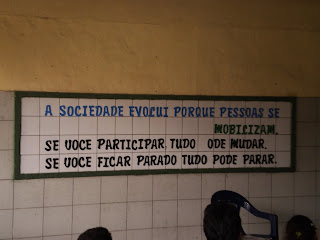 A SOCIEDADE EVOLUI PORQUE PESSOAS SE
MOBILIZAM.
SE VOCE PARTICIPAR TUDO ODE MUDAR.
SE VOCE FICAR PARADO TUDO PODE PARAR.